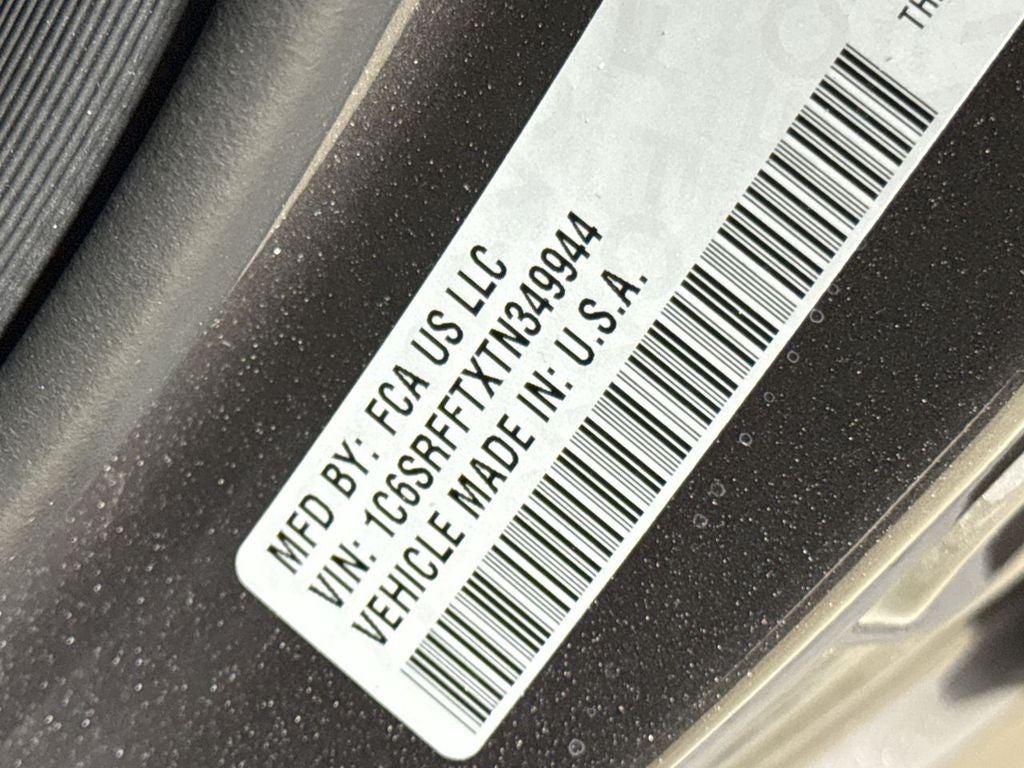 MFD BY: FCA US LLC
VIN: 1C6SRFFTXTN349944
VEHICLE MADE IN: U.S.A.